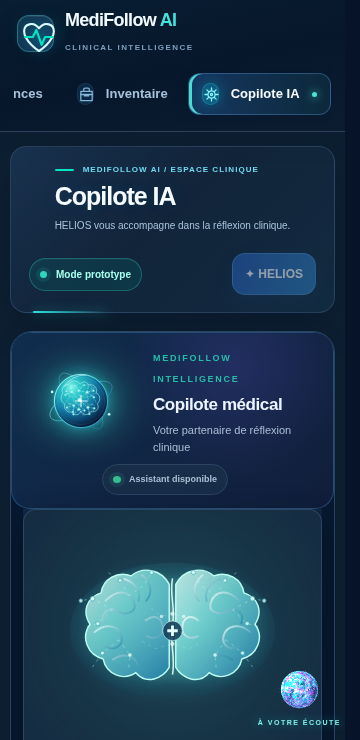 MediFollow AI
CLINICAL INTELLIGENCE
nces Inventaire Copilote IA
MEDIFOLLOW AI / ESPACE CLINIQUE
Copilote IA
HELIOS vous accompagne dans la réflexion clinique.
Mode prototype ✦ HELIOS
MEDIFOLLOW
INTELLIGENCE
Copilote médical
Votre partenaire de réflexion
clinique
Assistant disponible
À VOTRE ÉCOUTE